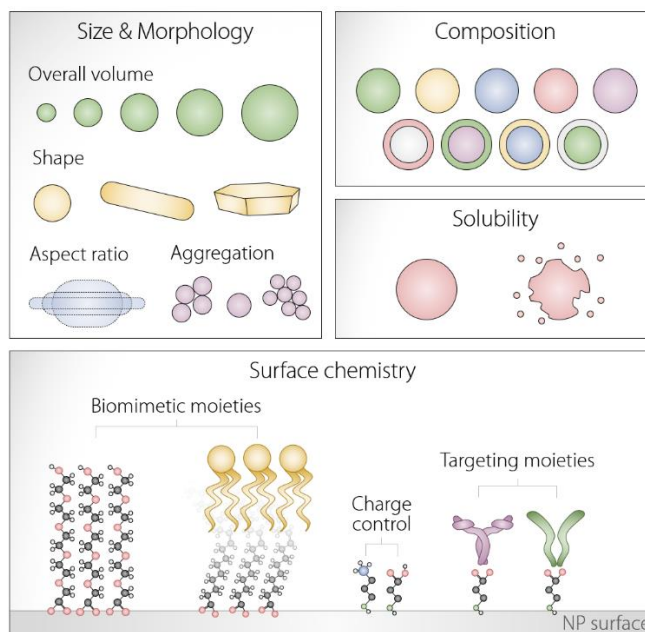 Size & Morphology
Overall volume
Shape
Aspect ratio
Aggregation
Composition
Solubility
Surface chemistry
Biomimetic moieties
Charge
control
Targeting moieties
NP surface